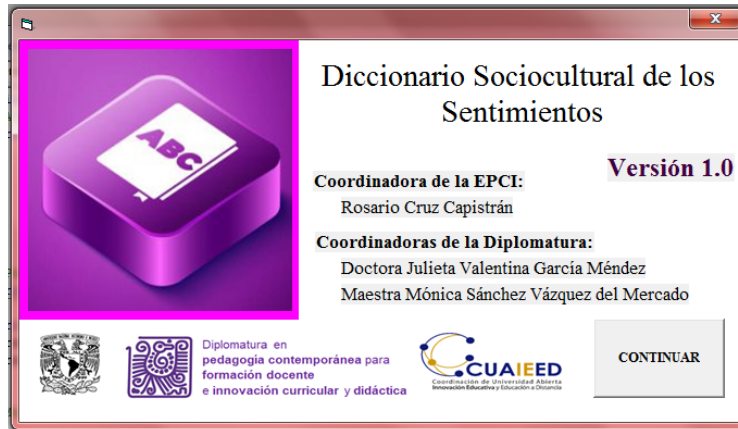 ABC
Diccionario Sociocultural de los
Sentimientos
Versión 1.0
Coordinadora de la EPCI:
Rosario Cruz Capistrán
Coordinadoras de la Diplomatura:
Doctora Julieta Valentina García Méndez
Maestra Mónica Sánchez Vázquez del Mercado
Diplomatura en
pedagogia contemporánea para
formación docente
e innovación curricular y didáctica
CUAIEED
Coordinación de Universidad Abierta
Innovación Educativa y Educación a Distancia
CONTINUAR